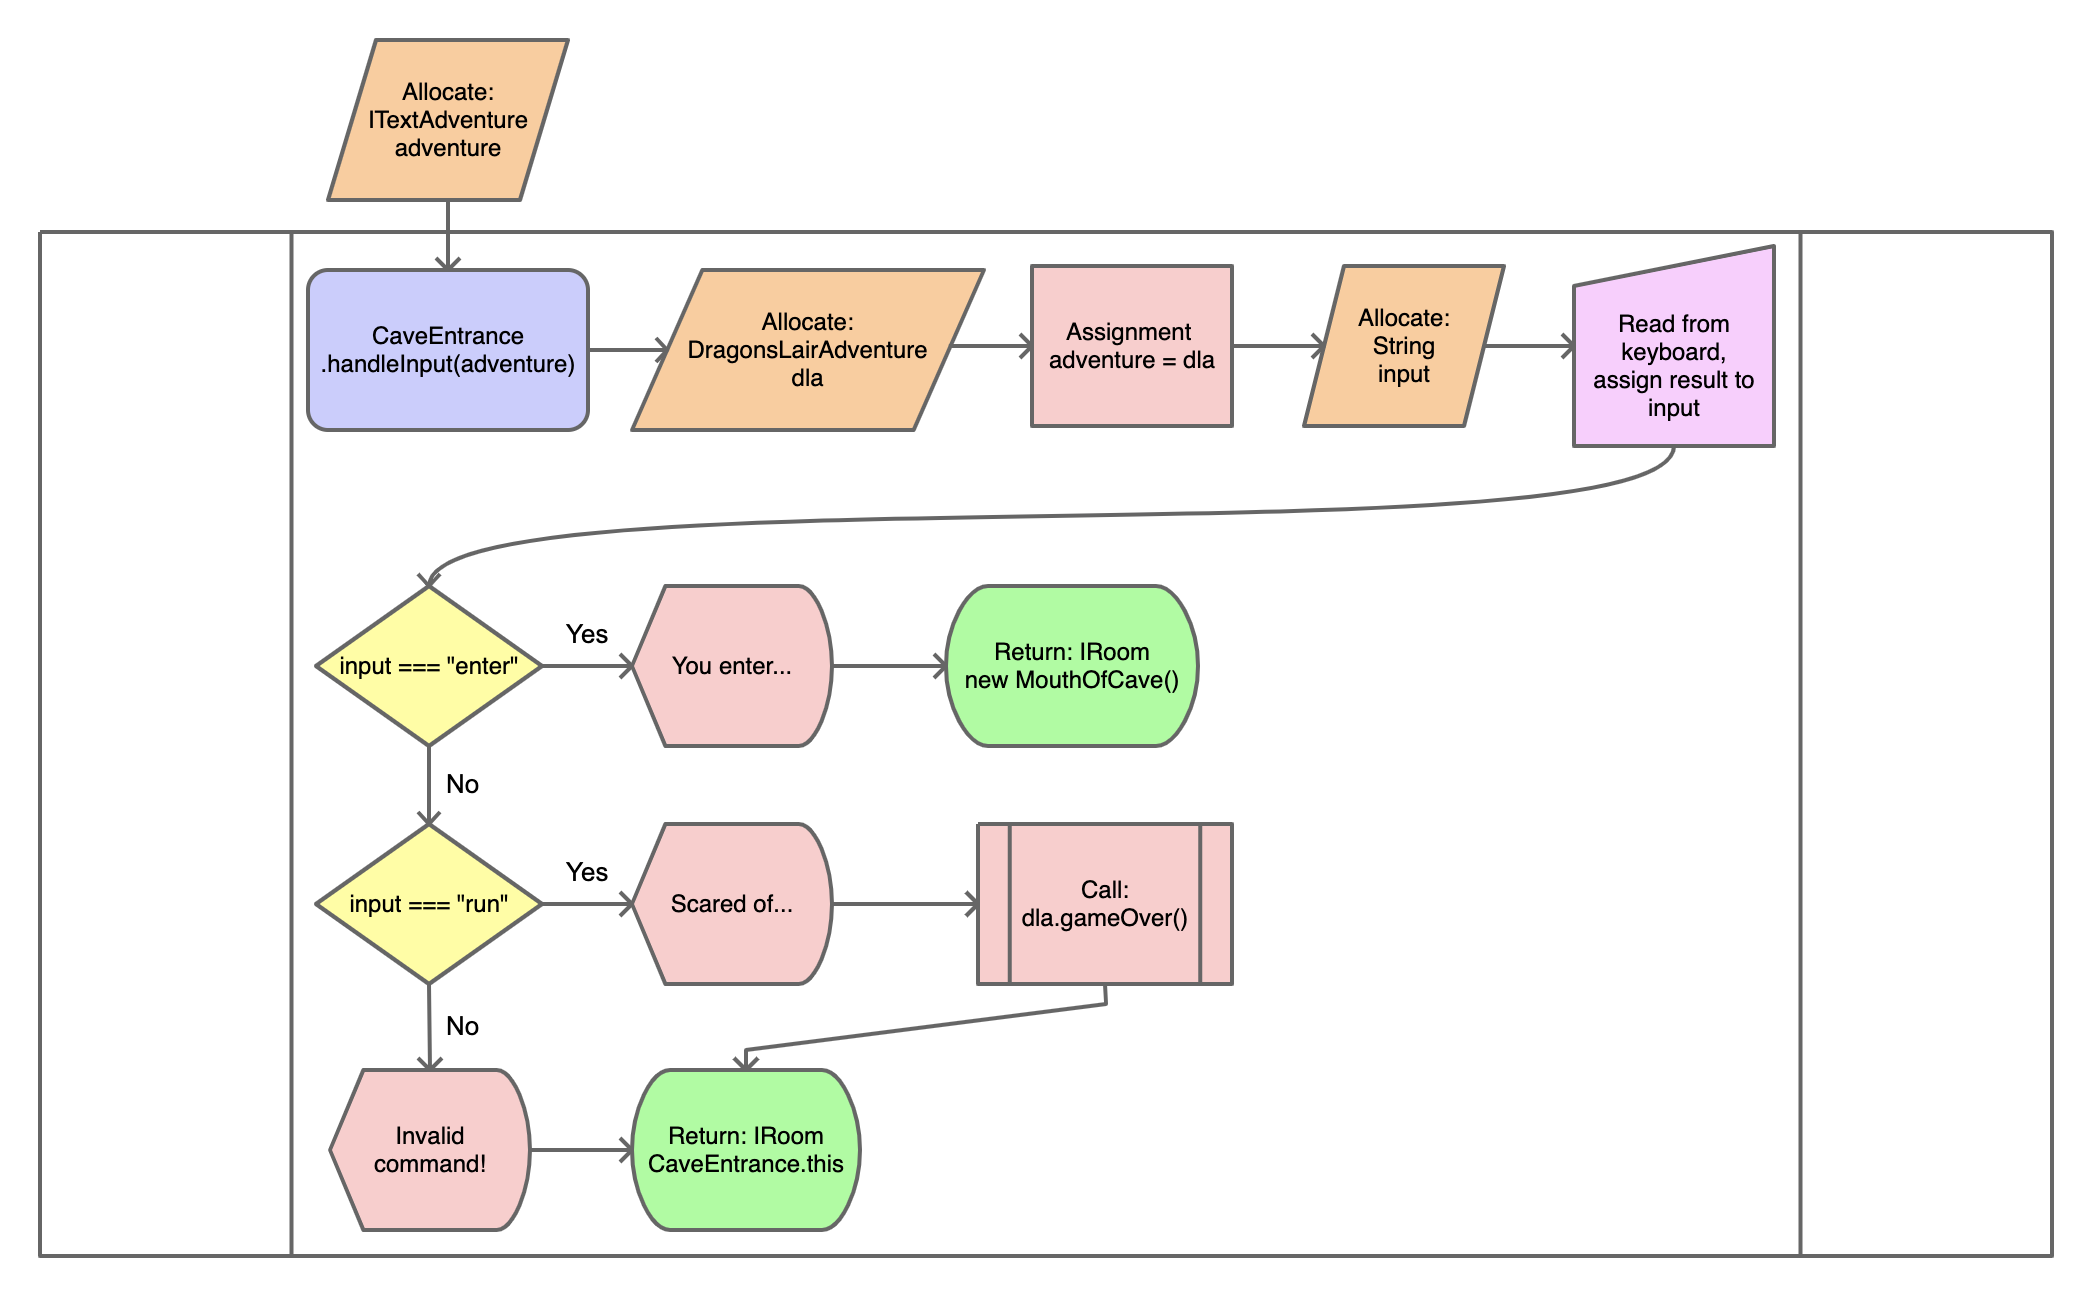 Allocate:
ITextAdventure
adventure
CaveEntrance
.handleInput(adventure)
Allocate:
DragonsLairAdventure
dla
Assignment
adventure = dla
Allocate:
String
input
Read from
keyboard,
assign result to
input
input === "enter"
Yes
You enter...
Return: IRoom
new MouthOfCave()
No
input === "run"
Yes
Scared of...
Call:
dla.gameOver()
No
Invalid
command!
Return: IRoom
CaveEntrance.this